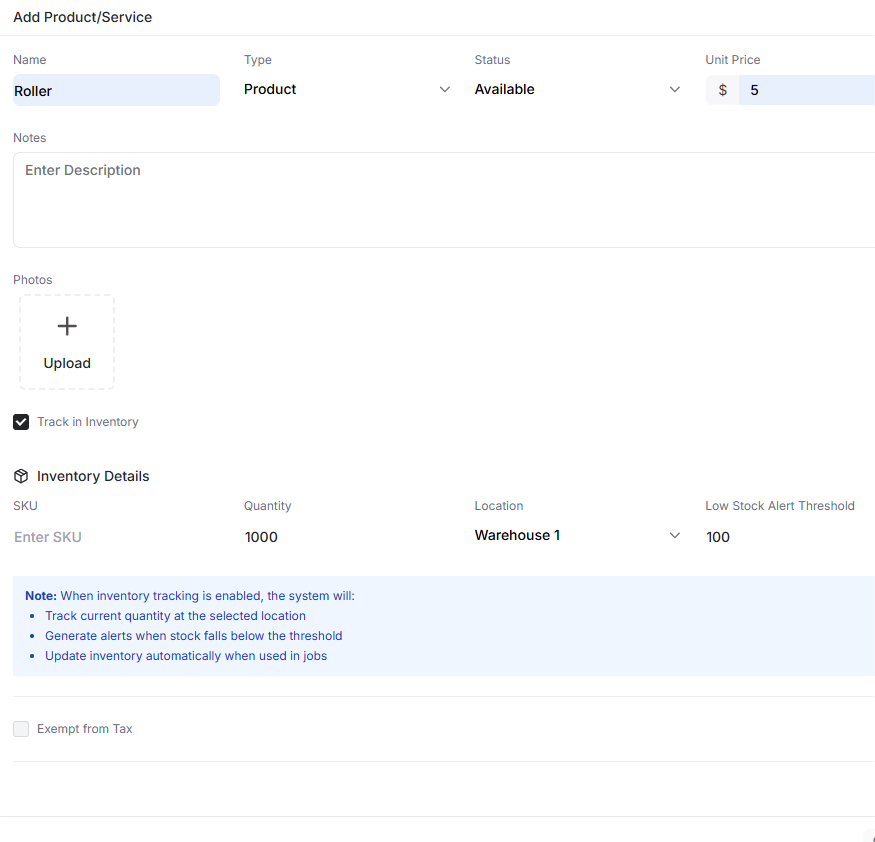 Add Product/Service
Name Type Status Unit Price
Roller Product Available $ 5
Notes
Enter Description
Photos
Upload
Track in Inventory
Inventory Details
SKU Quantity Location Low Stock Alert Threshold
Enter SKU 1000 Warehouse 1 100
Note: When inventory tracking is enabled, the system will:
• Track current quantity at the selected location
• Generate alerts when stock falls below the threshold
• Update inventory automatically when used in jobs
Exempt from Tax